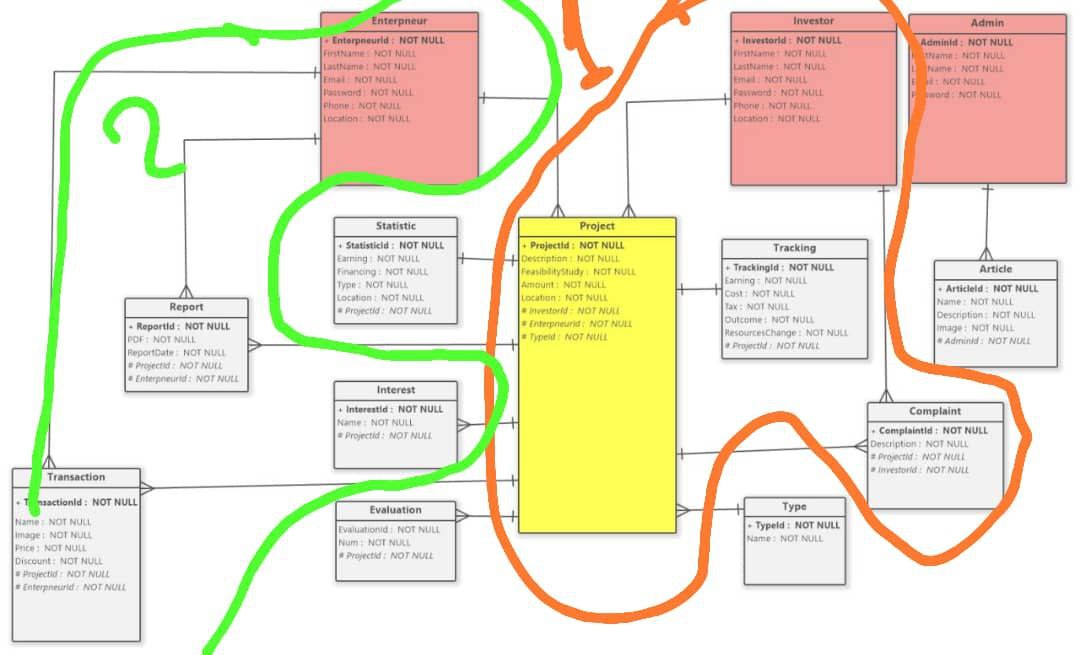 Enterpneur
+ EnterpneurId : NOT NULL
FirstName : NOT NULL
LastName : NOT NULL
Email : NOT NULL
Password : NOT NULL
Phone : NOT NULL
Location : NOT NULL
Investor
+ InvestorId : NOT NULL
FirstName : NOT NULL
LastName : NOT NULL
Email : NOT NULL
Password : NOT NULL
Phone : NOT NULL
Location : NOT NULL
Admin
AdminId : NOT NULL
FirstName : NOT NULL
LastName : NOT NULL
Email : NOT NULL
Password : NOT NULL
2
Statistic
+ StatisticId : NOT NULL
Earning : NOT NULL
Financing : NOT NULL
Type : NOT NULL
Location : NOT NULL
# ProjectId : NOT NULL
Project
+ ProjectId : NOT NULL
Description : NOT NULL
FeasibilityStudy : NOT NULL
Amount : NOT NULL
Location : NOT NULL
# InvestorId : NOT NULL
# EnterpneurId : NOT NULL
# TypeId : NOT NULL
Tracking
+ TrackingId : NOT NULL
Earning : NOT NULL
Cost : NOT NULL
Tax : NOT NULL
Outcome : NOT NULL
ResourcesChange : NOT NULL
# ProjectId : NOT NULL
Article
+ ArticleId : NOT NULL
Name : NOT NULL
Description : NOT NULL
Image : NOT NULL
# AdminId : NOT NULL
Report
+ ReportId : NOT NULL
PDF : NOT NULL
ReportDate : NOT NULL
# ProjectId : NOT NULL
# EnterpneurId : NOT NULL
Interest
+ InterestId : NOT NULL
Name : NOT NULL
# ProjectId : NOT NULL
Complaint
+ ComplaintId : NOT NULL
Description : NOT NULL
# ProjectId : NOT NULL
# InvestorId : NOT NULL
Transaction
+ TransactionId : NOT NULL
Name : NOT NULL
Image : NOT NULL
Price : NOT NULL
Discount : NOT NULL
# ProjectId : NOT NULL
# EnterpneurId : NOT NULL
Evaluation
EvaluationId : NOT NULL
Num : NOT NULL
# ProjectId : NOT NULL
Type
+ TypeId : NOT NULL
Name : NOT NULL